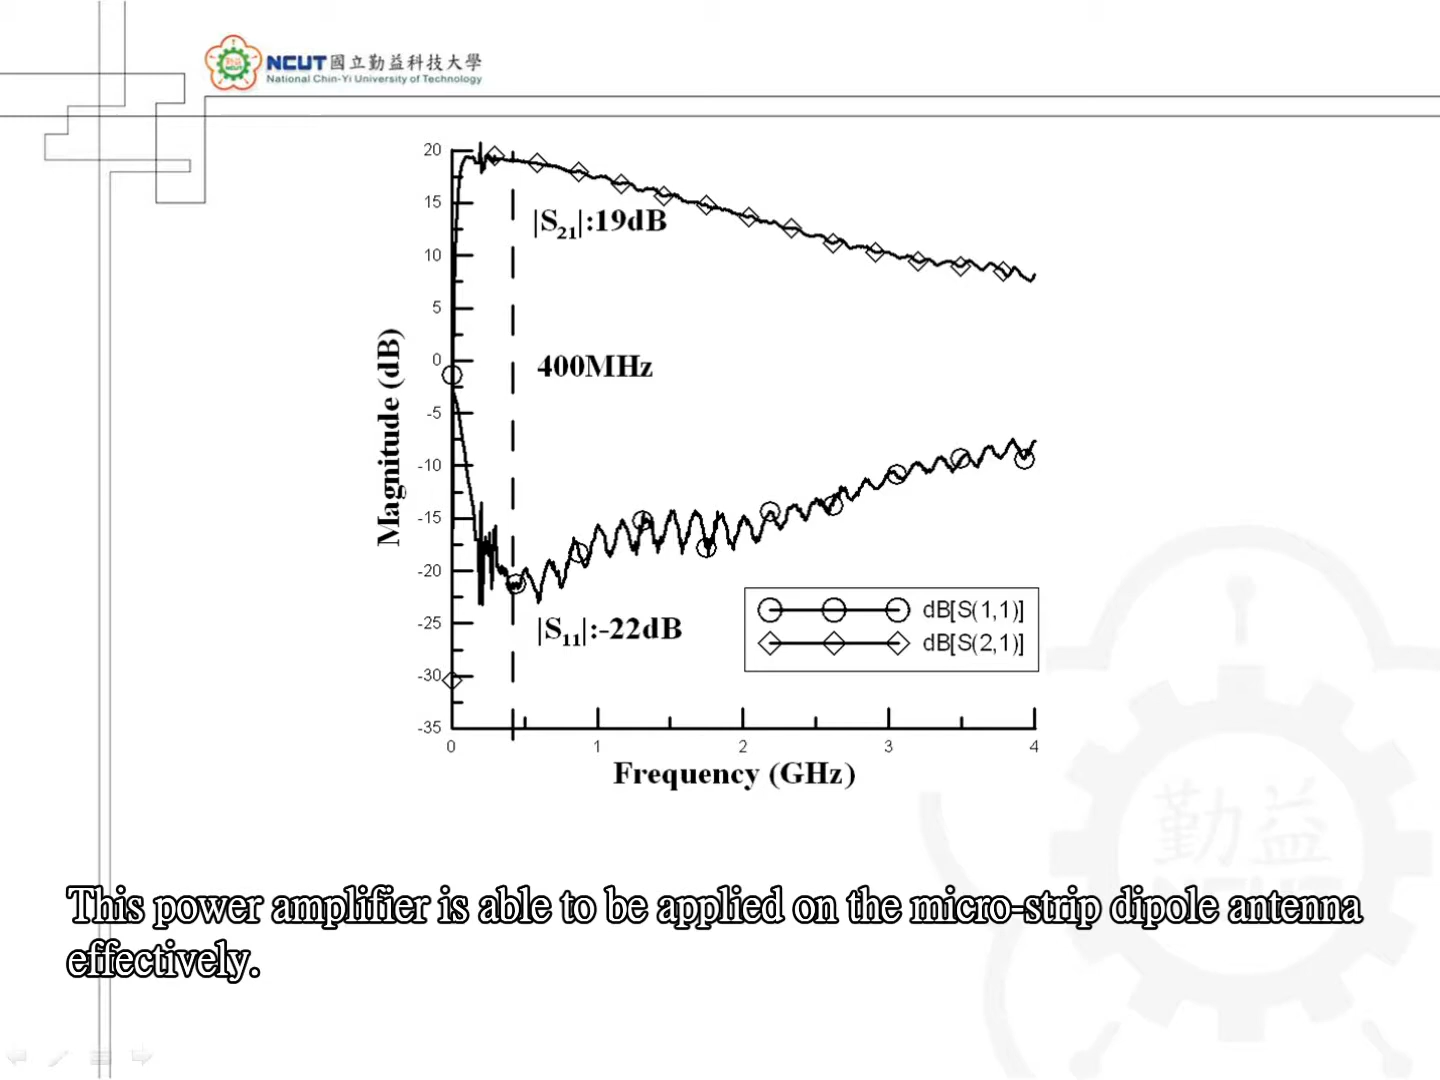 NCUT國立勤益科技大學
National Chin-Yi University of Technology
20
15
10
5
0
-5
-10
-15
-20
-25
-30
-35
Magnitude (dB)
|S21|:19dB
400MHz
|S11|:-22dB
dB[S(1,1)]
dB[S(2,1)]
0 1 2 3 4
Frequency (GHz)
勤益
NCUT
This power amplifier is able to be applied on the micro-strip dipole antenna
effectively.